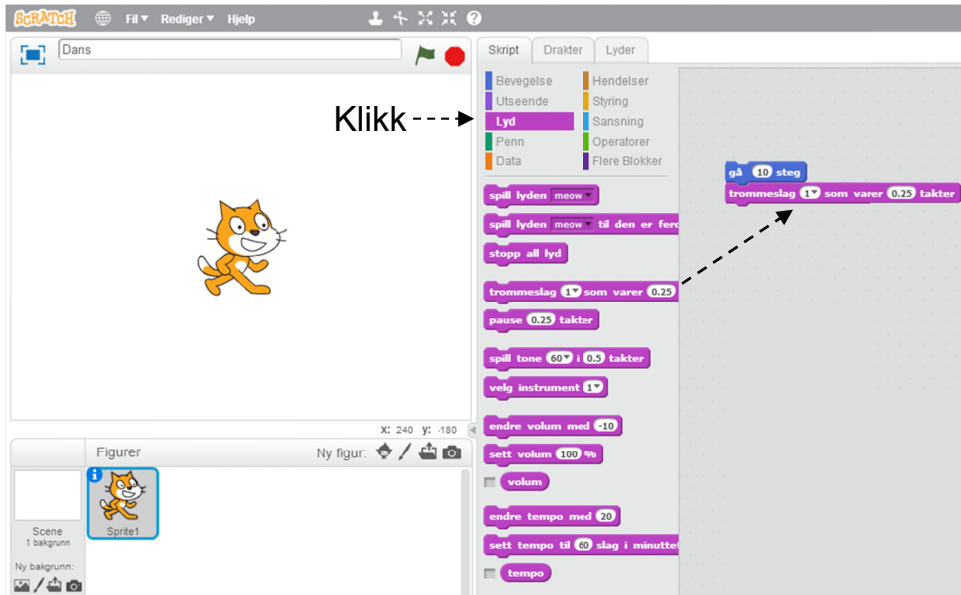 SCRATCH Fil Rediger Hjelp
Dans
Skript Drakter Lyder
Klikk
Bevegelse Hendelser
Utseende Styring
Lyd Sansning
Penn Operatorer
Data Flere Blokker
spill lyden meow
spill lyden meow til den er ferd
stopp all lyd
trommeslag 1 som varer 0.25
pause 0.25 takter
spill tone 60 i 0.5 takter
velg instrument 1
endre volum med -10
sett volum 100 %
volum
endre tempo med 20
sett tempo til 60 slag i minuttet
tempo
gå 10 steg
trommeslag 1 som varer 0.25 takter
x: 240 y: -180
Figurer Ny figur:
Sprite1
Scene
1 bakgrunn
Ny bakgrunn: